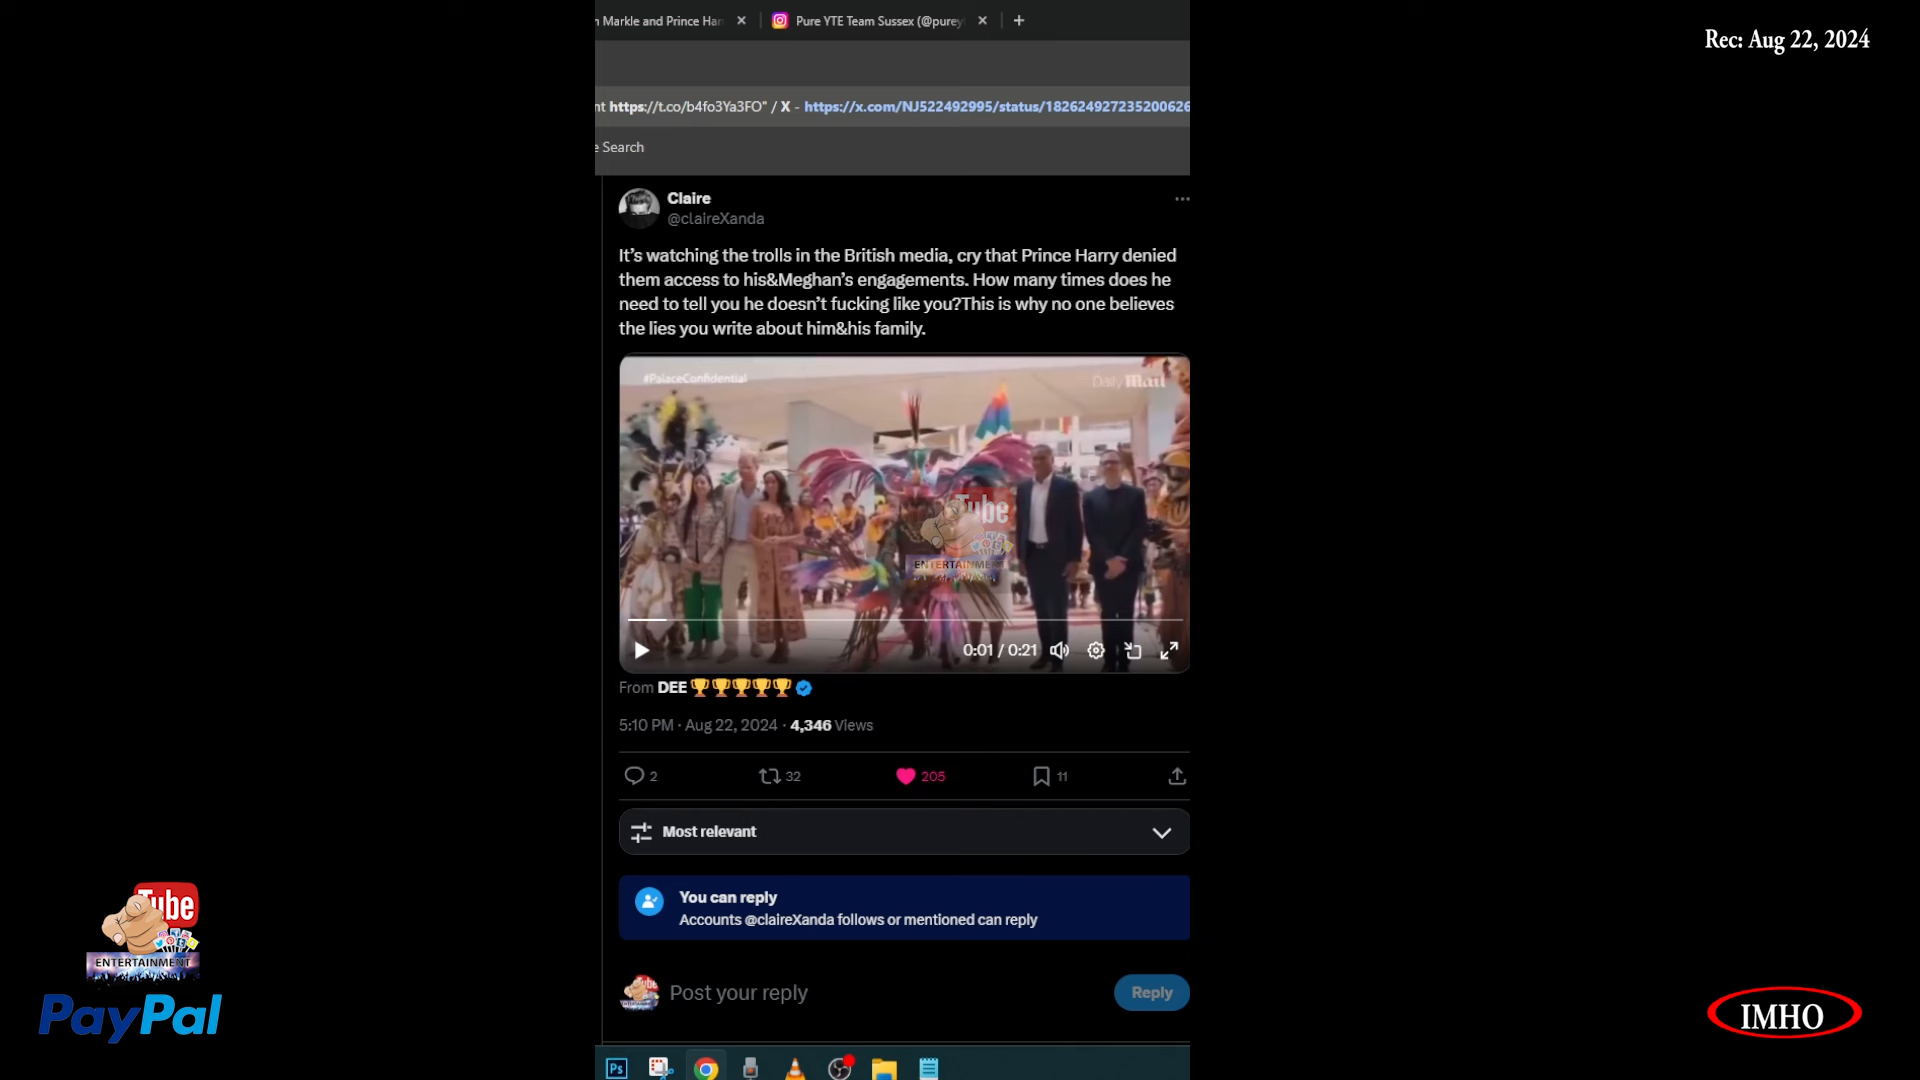 n Markle and Prince Har
Pure YTE Team Sussex (@purey
Rec: Aug 22, 2024
nt https://t.co/b4fo3Ya3FO" / X - https://x.com/NJ522492995/status/182624927235200626
e Search
Claire
@claireXanda
It's watching the trolls in the British media, cry that Prince Harry denied
them access to his&Meghan's engagements. How many times does he
need to tell you he doesn't fucking like you?This is why no one believes
the lies you write about him&his family.
#PalaceConfidential
Daily Mail
Tube
ENTERTAINMENT
0:01 / 0:21
From DEE
5:10 PM · Aug 22, 2024 · 4,346 Views
2
32
205
11
Most relevant
You can reply
Accounts @claireXanda follows or mentioned can reply
Post your reply
Reply
Tube
ENTERTAINMENT
PayPal
IMHO
Ps